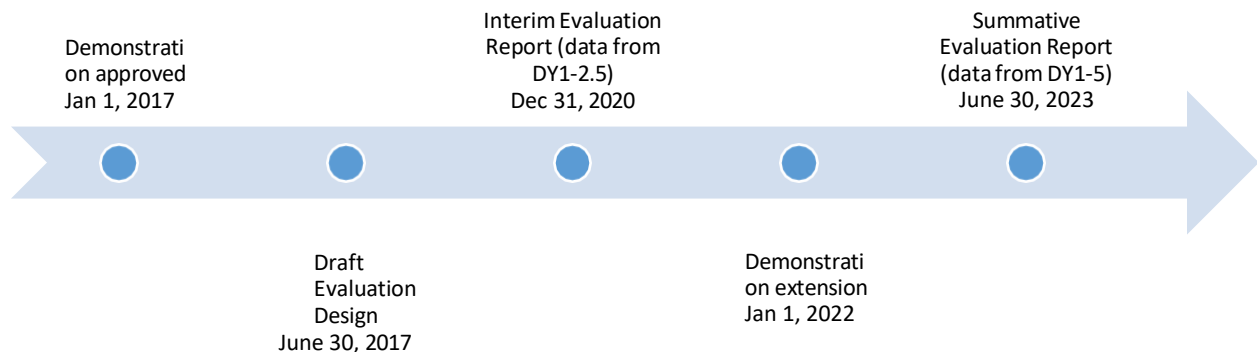 Demonstrati
on approved
Jan 1, 2017
Draft
Evaluation
Design
June 30, 2017
Interim Evaluation
Report (data from
DY1-2.5)
Dec 31, 2020
Demonstrati
on extension
Jan 1, 2022
Summative
Evaluation Report
(data from DY1-5)
June 30, 2023